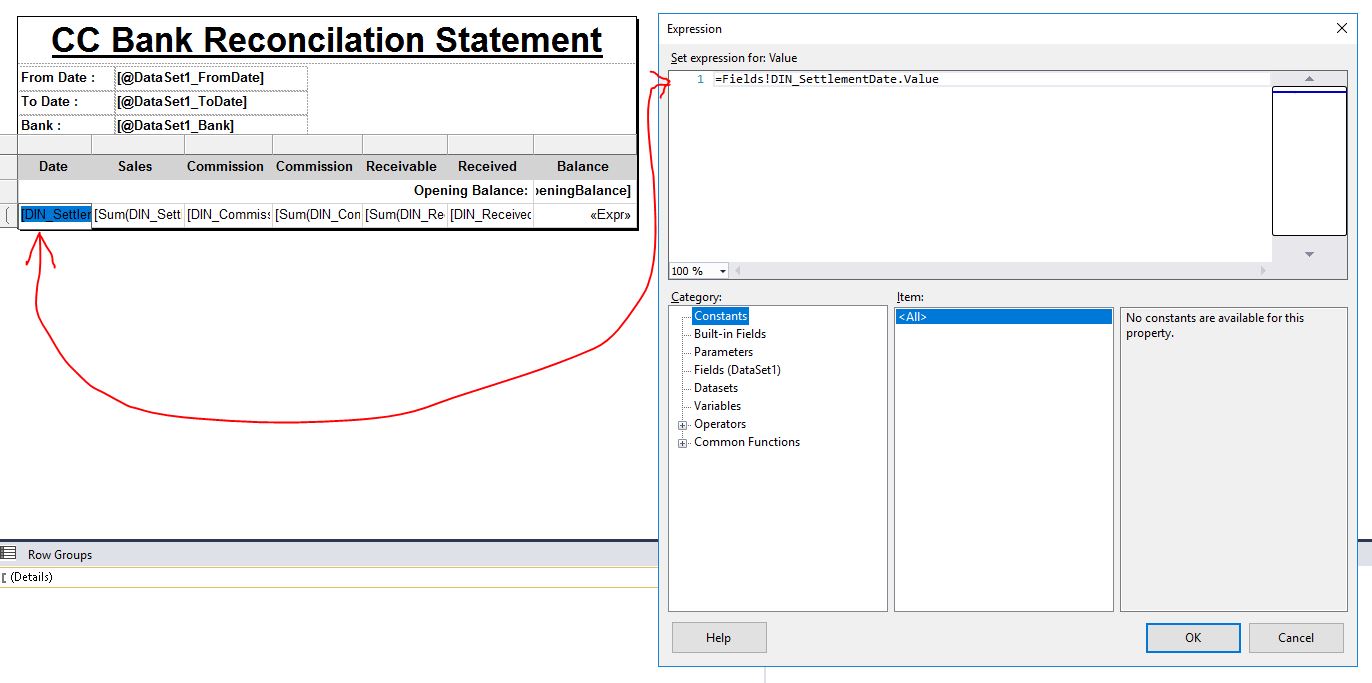 CC Bank Reconcilation Statement
From Date : [@DataSet1_FromDate]
To Date : [@DataSet1_ToDate]
Bank : [@DataSet1_Bank]
Date Sales Commission Commission Receivable Received Balance
Opening Balance: peningBalance]
[DIN_Settler [Sum(DIN_Sett [DIN_Commiss [Sum(DIN_Con [Sum(DIN_Re [DIN_Received «Expr»
Row Groups
(Details)
Expression
Set expression for: Value
1 =Fields!DIN_SettlementDate.Value
100 %
Category:
Constants
Built-in Fields
Parameters
Fields (DataSet1)
Datasets
Variables
Operators
Common Functions
Item:
<All>
No constants are available for this
property.
Help
OK
Cancel